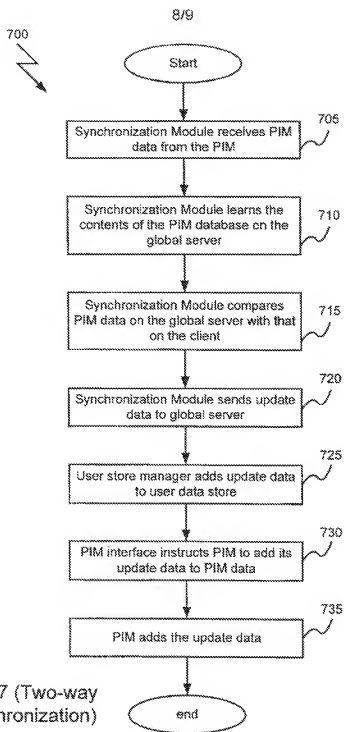 8/9
700
Start
Synchronization Module receives PIM
data from the PIM
705
Synchronization Module learns the
contents of the PIM database on the
global server
710
Synchronization Module compares
PIM data on the global server with that
on the client
715
Synchronization Module sends update
data to global server
720
User store manager adds update data
to user data store
725
PIM interface instructs PIM to add its
update data to PIM data
730
PIM adds the update data
735
7 (Two-way
hronization)
end